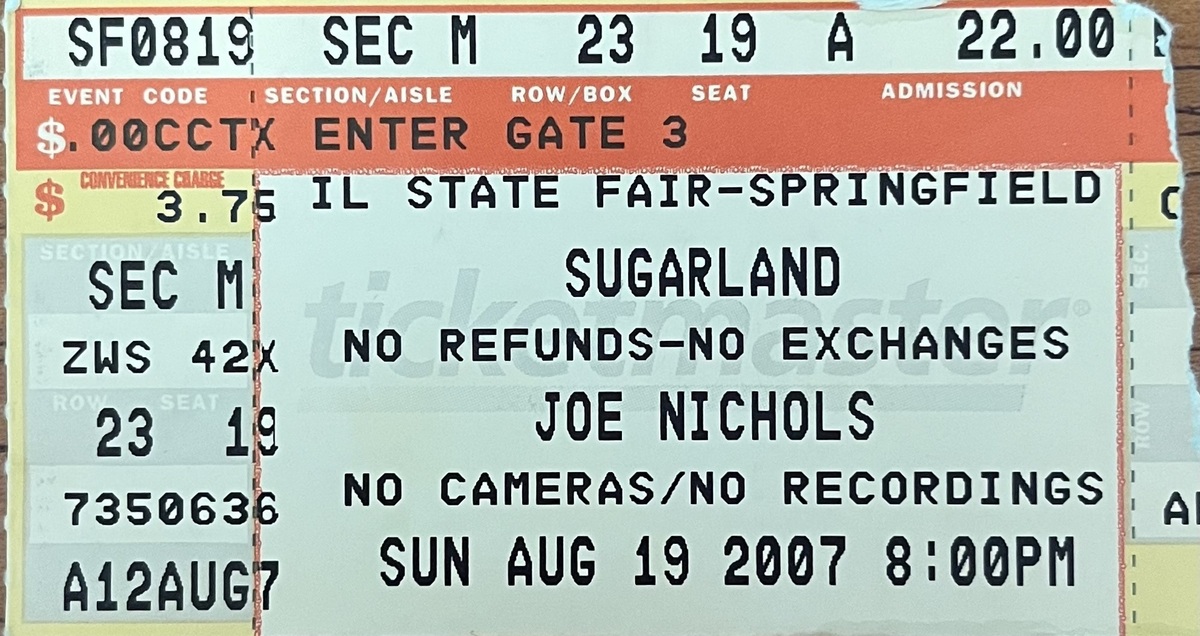 SF0819 SEC M 23 19 A 22.00
EVENT CODE SECTION/AISLE ROW/BOX SEAT ADMISSION
$.00CCTX ENTER GATE 3
CONVENIENCE CHARGE
$ 3.75
IL STATE FAIR-SPRINGFIELD
SECTION/AISLE
SEC M
SUGARLAND
ticketmaster®
ZWS 42X
NO REFUNDS-NO EXCHANGES
ROW SEAT
23 19
JOE NICHOLS
7350636
NO CAMERAS/NO RECORDINGS
A12AUG7
SUN AUG 19 2007 8:00PM
SEC.
ROW